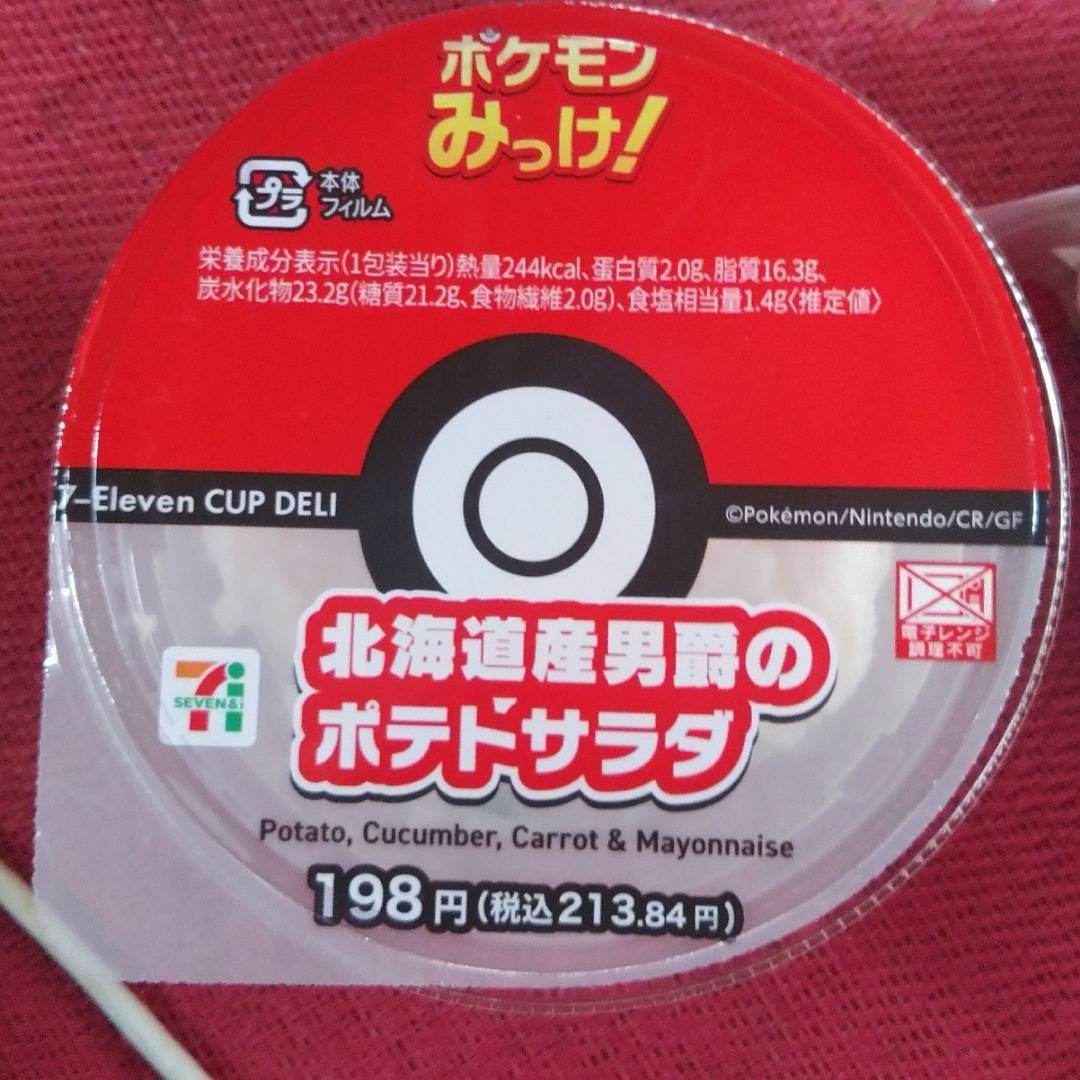 ポケモン
みっけ!
プラ
本体
フィルム
栄養成分表示(1包装当り)熱量244kcal、蛋白質2.0g、脂質16.3g、
炭水化物23.2g(糖質21.2g、食物繊維2.0g)、食塩相当量1.4g〈推定値〉
7-Eleven CUP DELI
©Pokémon/Nintendo/CR/GF
電子レンジ
調理不可
北海道産男爵の
SEVEN&i
ポテトサラダ
Potato, Cucumber, Carrot & Mayonnaise
198円(税込213.84円)